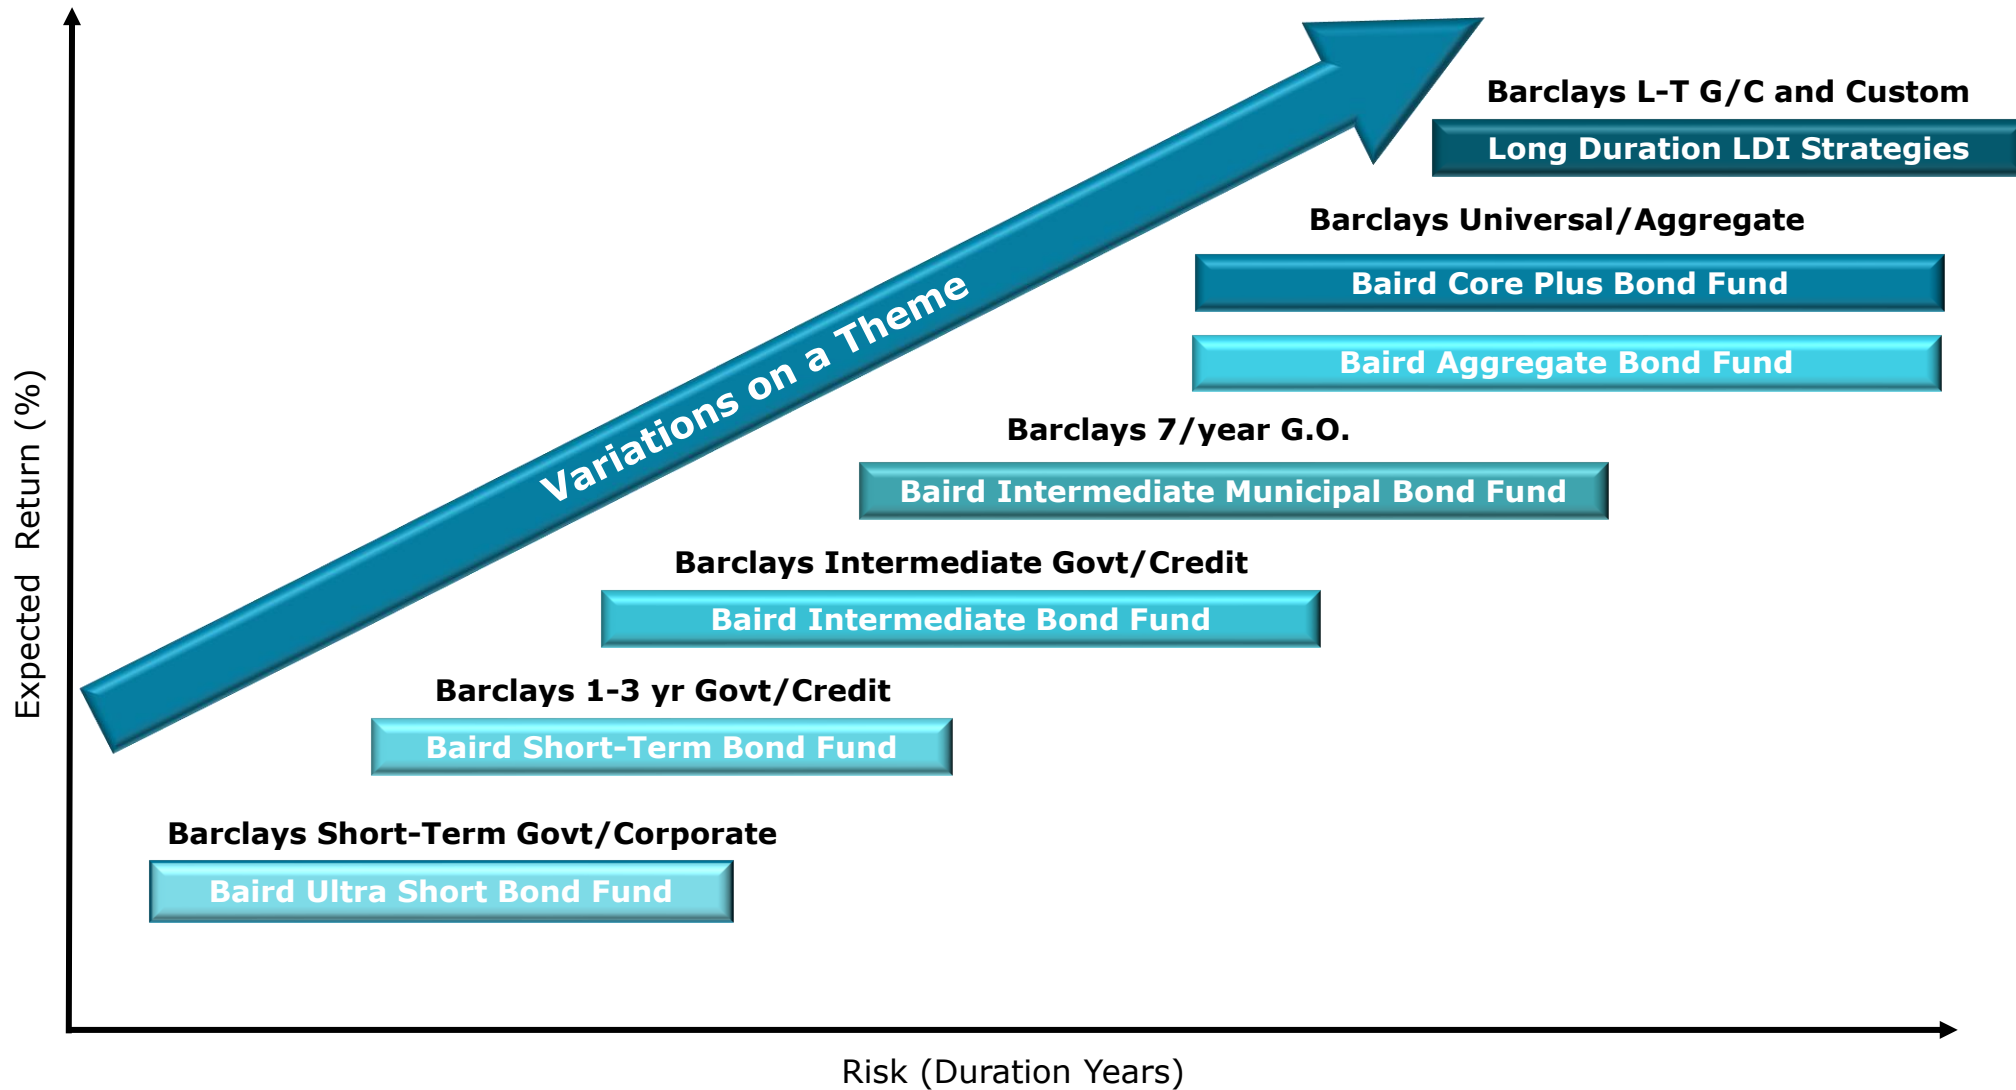 Barclays L-T G/C and Custom
Long Duration LDI Strategies
Barclays Universal/Aggregate
Baird Core Plus Bond Fund
Baird Aggregate Bond Fund
Variations on a Theme
Barclays 7/year G.O.
Baird Intermediate Municipal Bond Fund
Barclays Intermediate Govt/Credit
Baird Intermediate Bond Fund
Barclays 1-3 yr Govt/Credit
Baird Short-Term Bond Fund
Barclays Short-Term Govt/Corporate
Baird Ultra Short Bond Fund
Expected Return (%)
Risk (Duration Years)